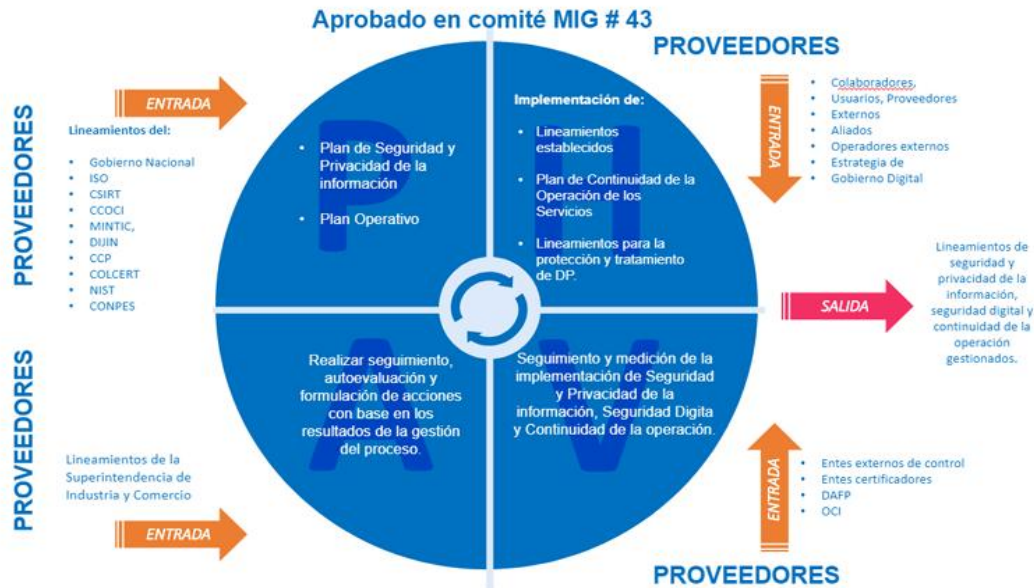 Aprobado en comité MIG # 43
PROVEEDORES
ENTRADA
Lineamientos del:
• Gobierno Nacional
• ISO
• CSIRT
• CCOCI
• MINTIC,
• DIJIN
• CCP
• COLCERT
• NIST
• CONPES
P
• Plan de Seguridad y
Privacidad de la
información
• Plan Operativo
H
Implementación de:
• Lineamientos
establecidos
• Plan de Continuidad de la
Operación de los
Servicios
• Lineamientos para la
protección y tratamiento
de DP.
PROVEEDORES
ENTRADA
• Colaboradores,
• Usuarios, Proveedores
• Externos
• Aliados
• Operadores externos
• Estrategia de
• Gobierno Digital
SALIDA
Lineamientos de
seguridad y
privacidad de la
información,
seguridad digital y
continuidad de la
operación
gestionados.
PROVEEDORES
Lineamientos de la
Superintendencia de
Industria y Comercio
ENTRADA
A
Realizar seguimiento,
autoevaluación y
formulación de acciones
con base en los
resultados de la gestión
del proceso.
V
Seguimiento y medición de la
implementación de Seguridad
y Privacidad de la
información, Seguridad Digita
y Continuidad de la operación.
ENTRADA
• Entes externos de control
• Entes certificadores
• DAFP
• OCI
PROVEEDORES